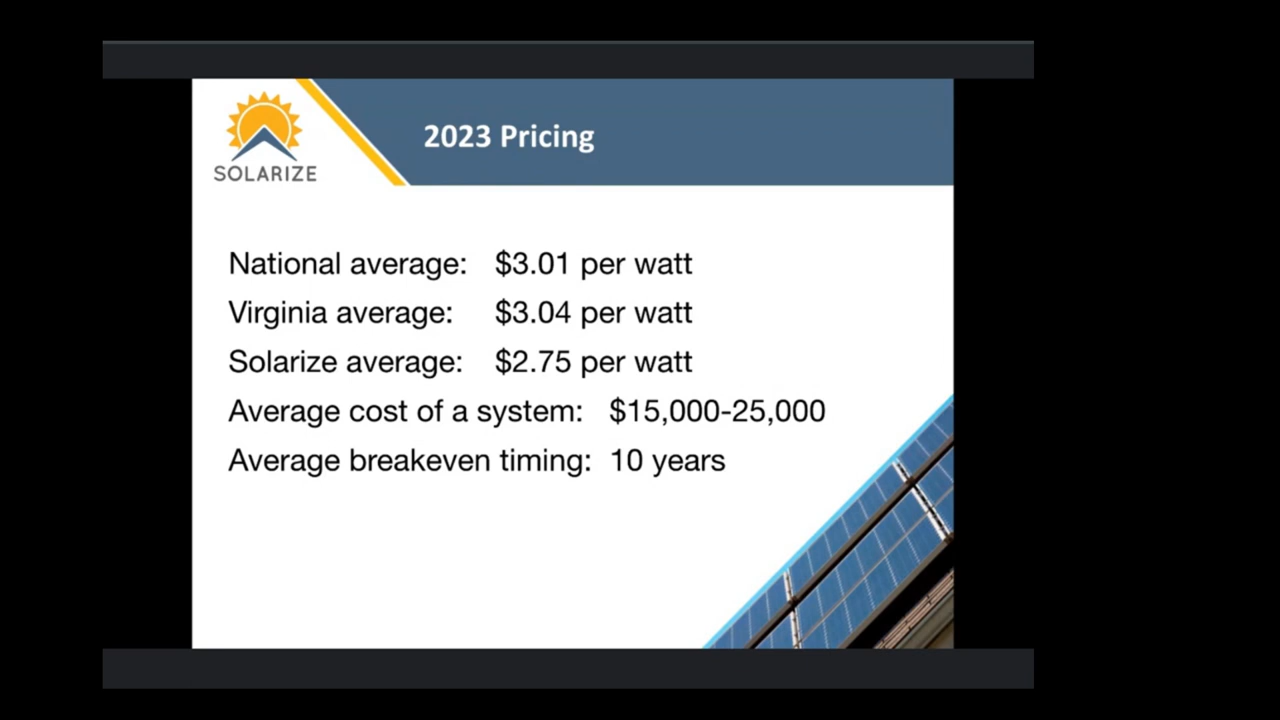 SOLARIZE
2023 Pricing
National average: $3.01 per watt
Virginia average: $3.04 per watt
Solarize average: $2.75 per watt
Average cost of a system: $15,000-25,000
Average breakeven timing: 10 years